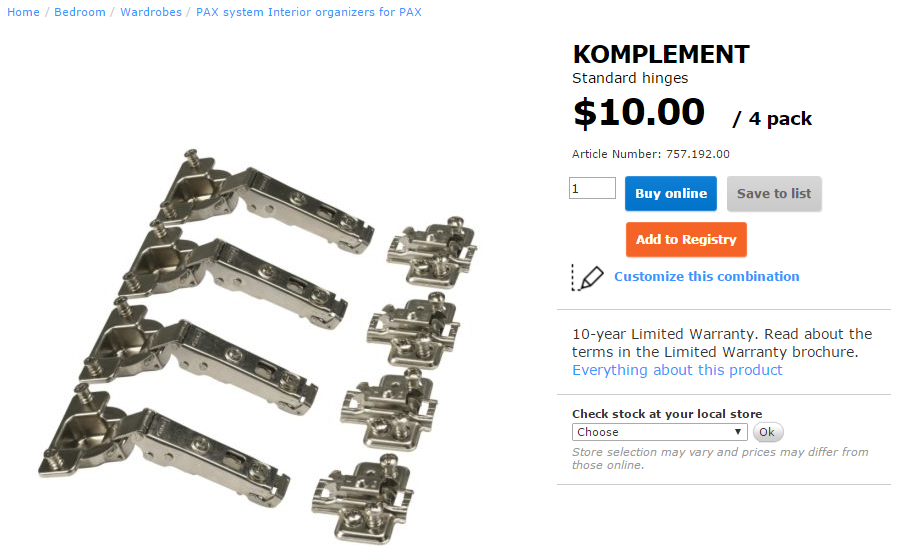 Home / Bedroom / Wardrobes / PAX system Interior organizers for PAX
KOMPLEMENT
Standard hinges
$10.00 / 4 pack
Article Number: 757.192.00
1 Buy online Save to list
Add to Registry
Customize this combination
10-year Limited Warranty. Read about the
terms in the Limited Warranty brochure.
Everything about this product
Check stock at your local store
Choose Ok
Store selection may vary and prices may differ from
those online.